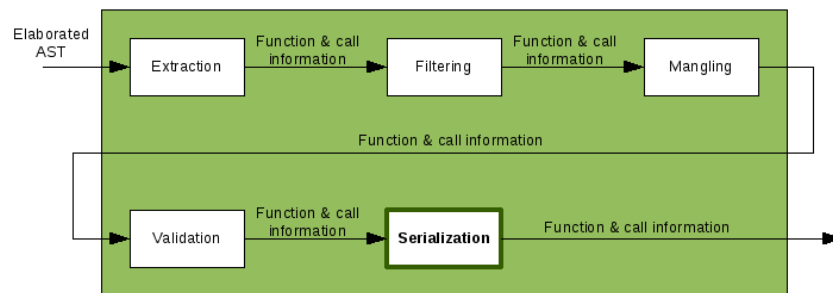 Elaborated
AST
Extraction
Function & call
information
Filtering
Function & call
information
Mangling
Function & call information
Validation
Function & call
information
Serialization
Function & call information